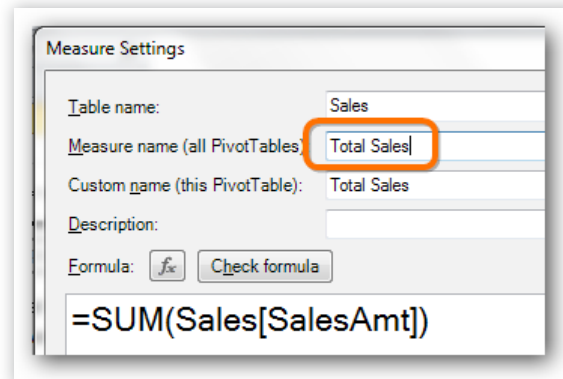 Measure Settings
Table name: Sales
Measure name (all PivotTables) Total Sales
Custom name (this PivotTable): Total Sales
Description:
Formula: fx Check formula
=SUM(Sales[SalesAmt])